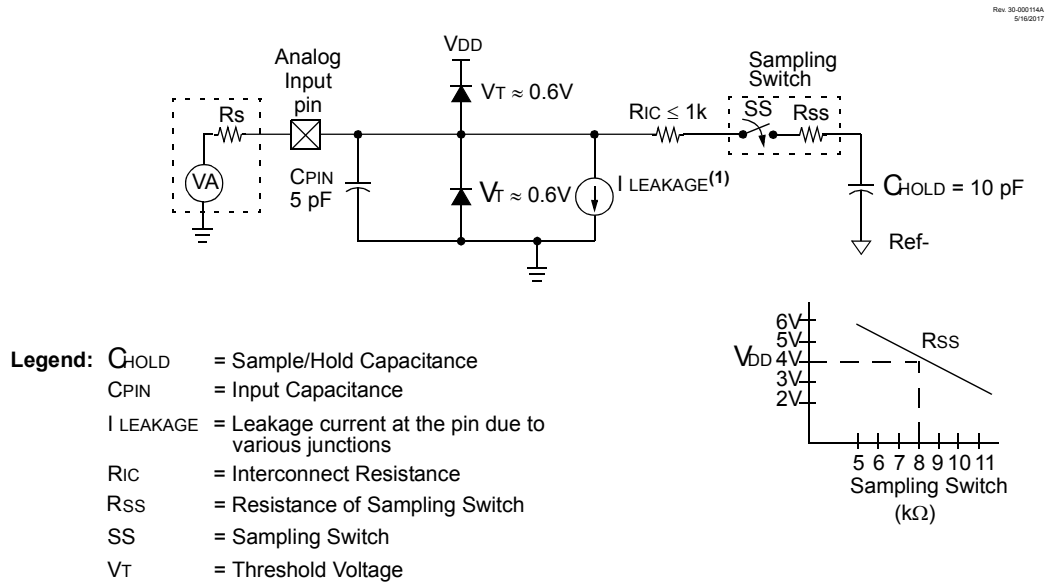 Rev. 30-000114A
5/16/2017
VDD
Analog
Input
pin
Sampling
Switch
VT ≈ 0.6V
Rs
RIC ≤ 1k
SS
Rss
VA
CPIN
5 pF
VT ≈ 0.6V
I LEAKAGE(1)
CHOLD = 10 pF
Ref-
6V
5V
VDD 4V
3V
2V
Rss
5 6 7 8 9 10 11
Sampling Switch
(kΩ)
Legend: CHOLD = Sample/Hold Capacitance
CPIN = Input Capacitance
I LEAKAGE = Leakage current at the pin due to
various junctions
RIC = Interconnect Resistance
RSS = Resistance of Sampling Switch
SS = Sampling Switch
VT = Threshold Voltage